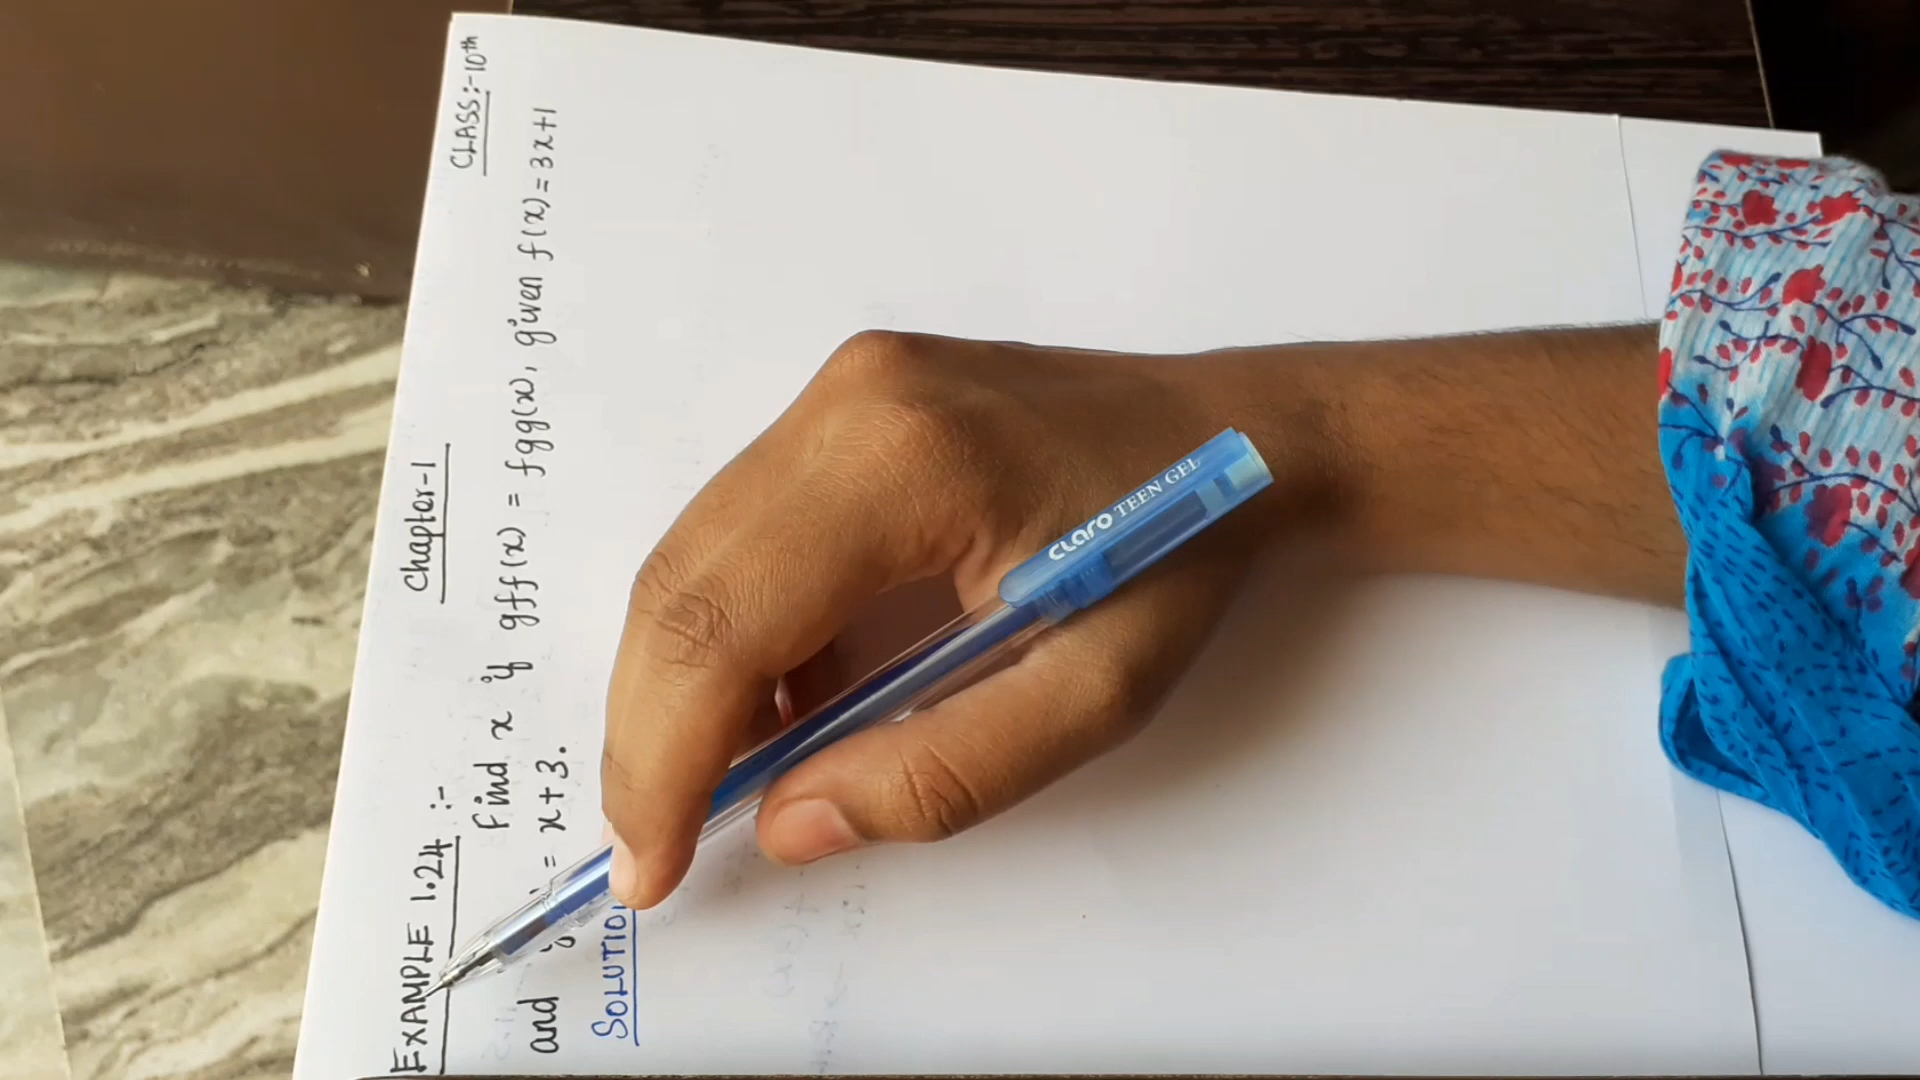 CLASS:-10th
Chapter-1
EXAMPLE 1.24 :-
Find x if gff(x) = fgg(x), given f(x) = 3x+1
and = x+3.
SOLUTIO
CLARO TEEN GEL